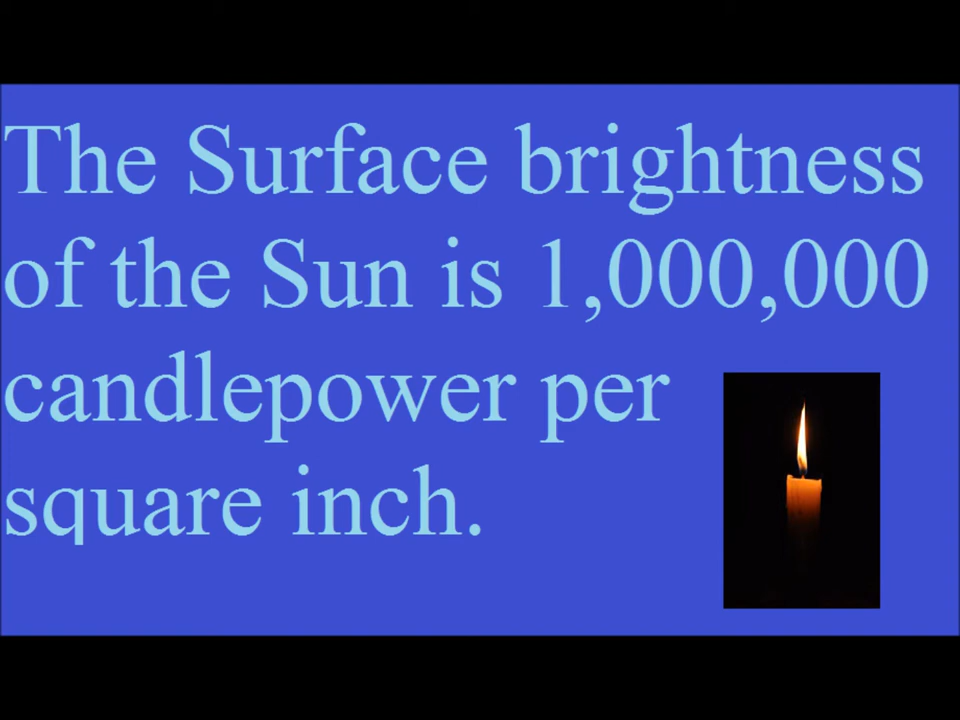 The Surface brightness
of the Sun is 1,000,000
candlepower per
square inch.